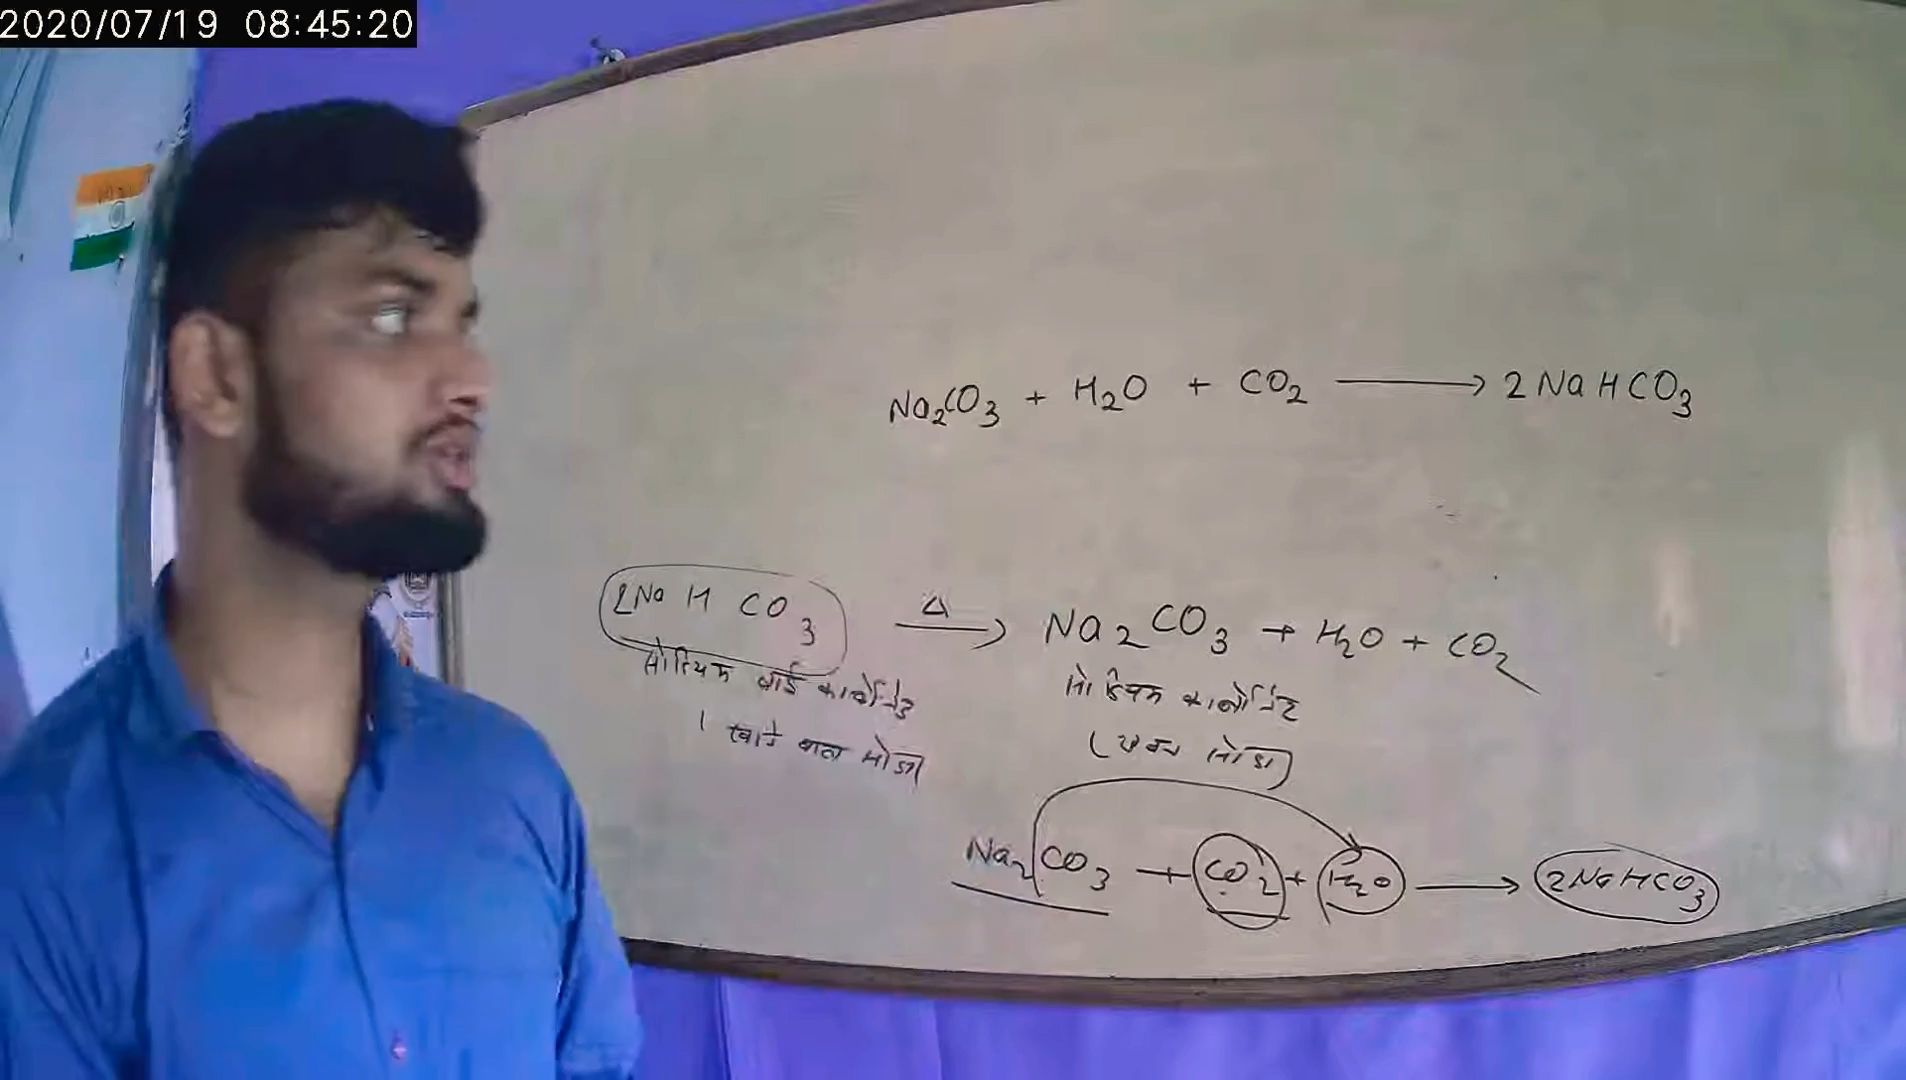 2020/07/19 08:45:20
Na₂CO₃ + H₂O + CO₂ ⟶ 2NaHCO₃
2NaHCO₃ —Δ→ Na₂CO₃ + H₂O + CO₂
सोडियम बाई कार्बोनेट सोडियम कार्बोनेट
( खाने वाला सोडा ( सोडा)
Na₂CO₃ + CO₂ + H₂O ⟶ 2NaHCO₃